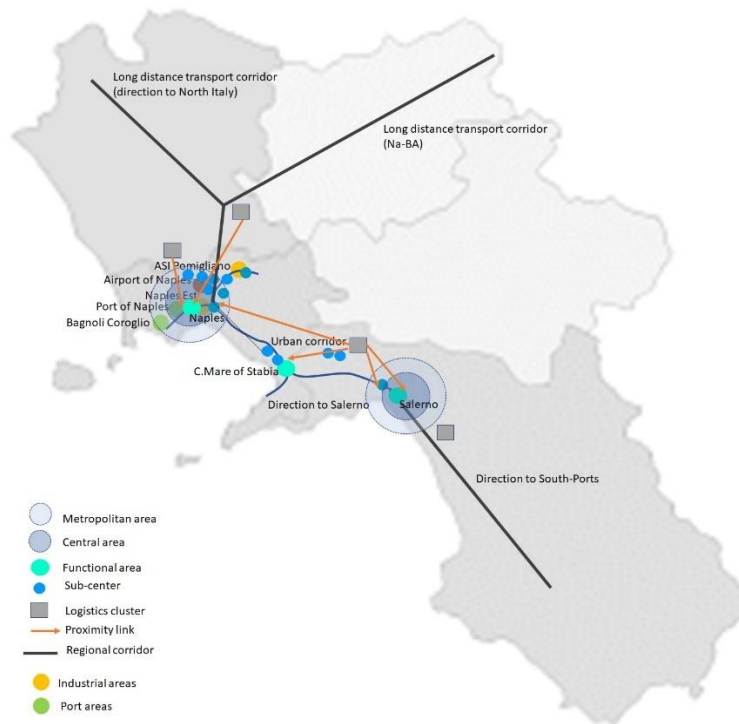 Long distance transport corridor
(direction to North Italy)
Long distance transport corridor
(Na-BA)
ASI Pomigliano
Airport of Naples
Naples Est
Port of Naples
Naples
Bagnoli Coroglio
Urban corridor
C.Mare of Stabia
Direction to Salerno
Salerno
Direction to South-Ports
Metropolitan area
Central area
Functional area
Sub-center
Logistics cluster
Proximity link
Regional corridor
Industrial areas
Port areas